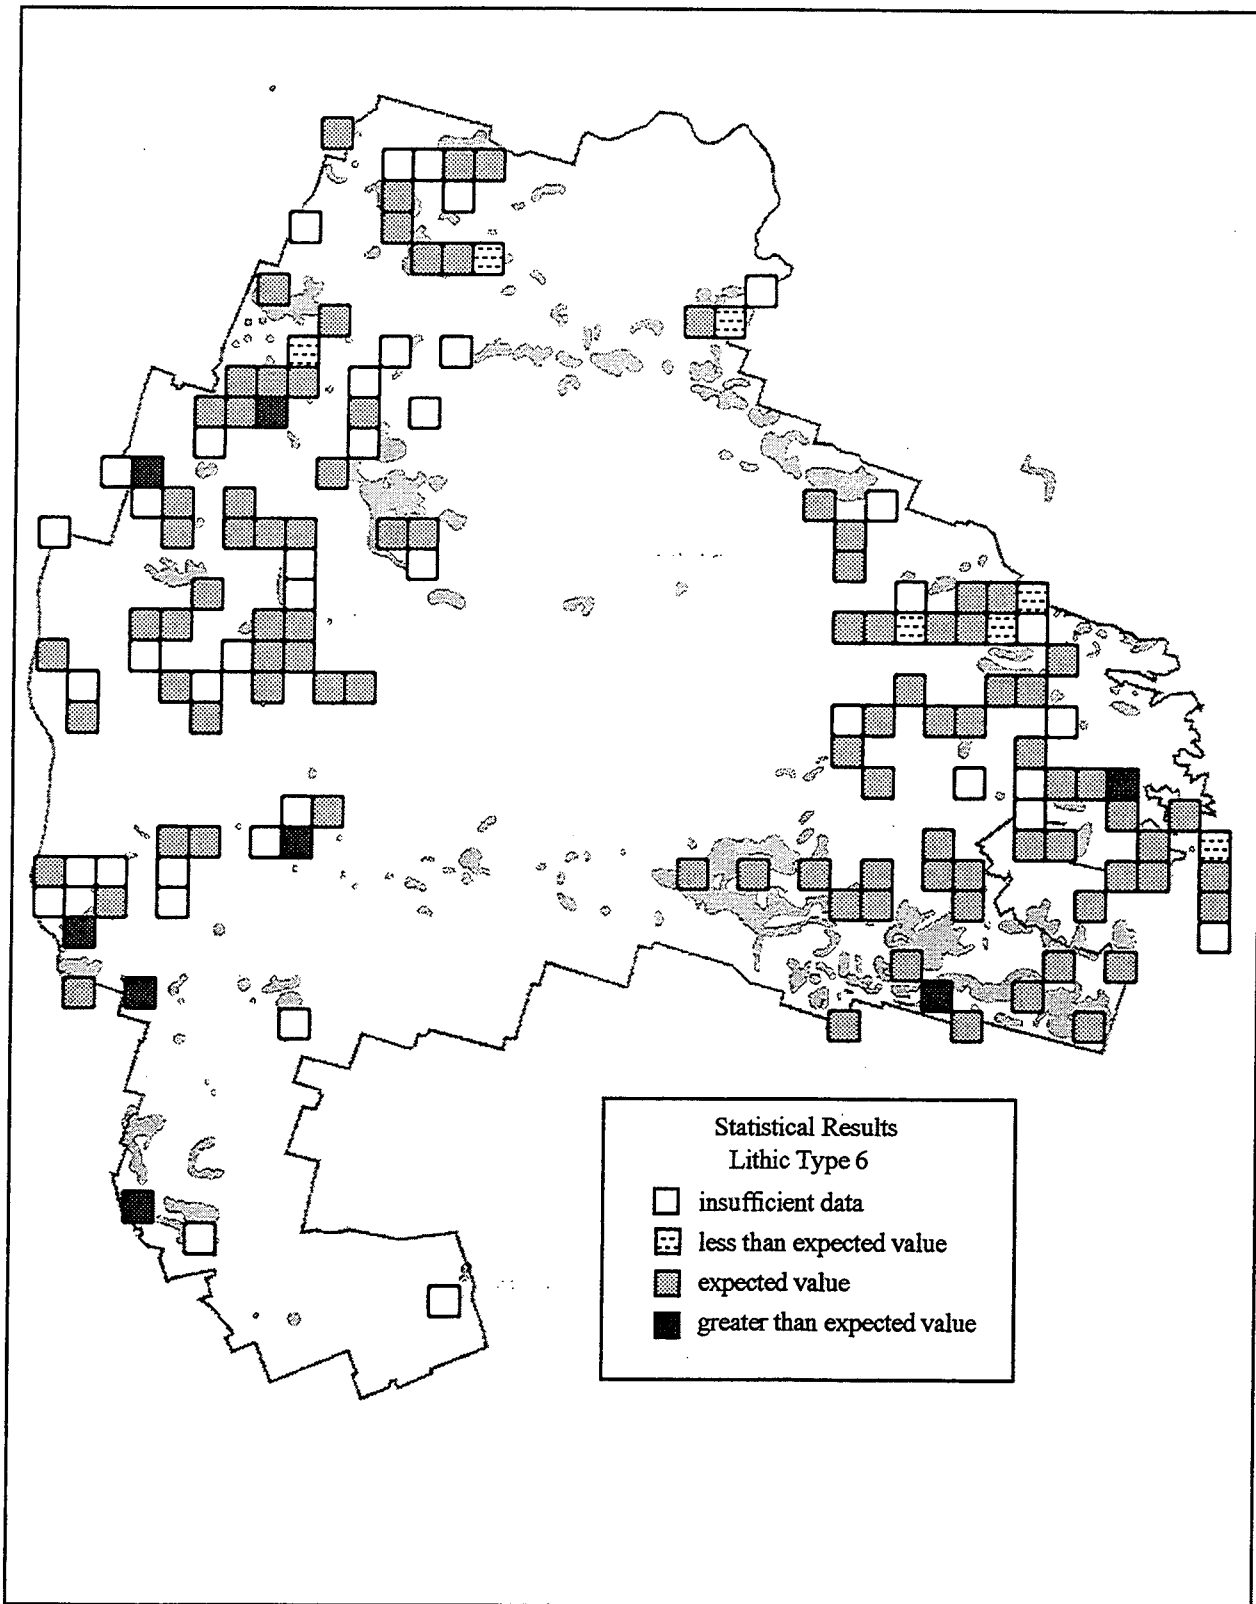 Statistical Results
Lithic Type 6
insufficient data
less than expected value
expected value
greater than expected value